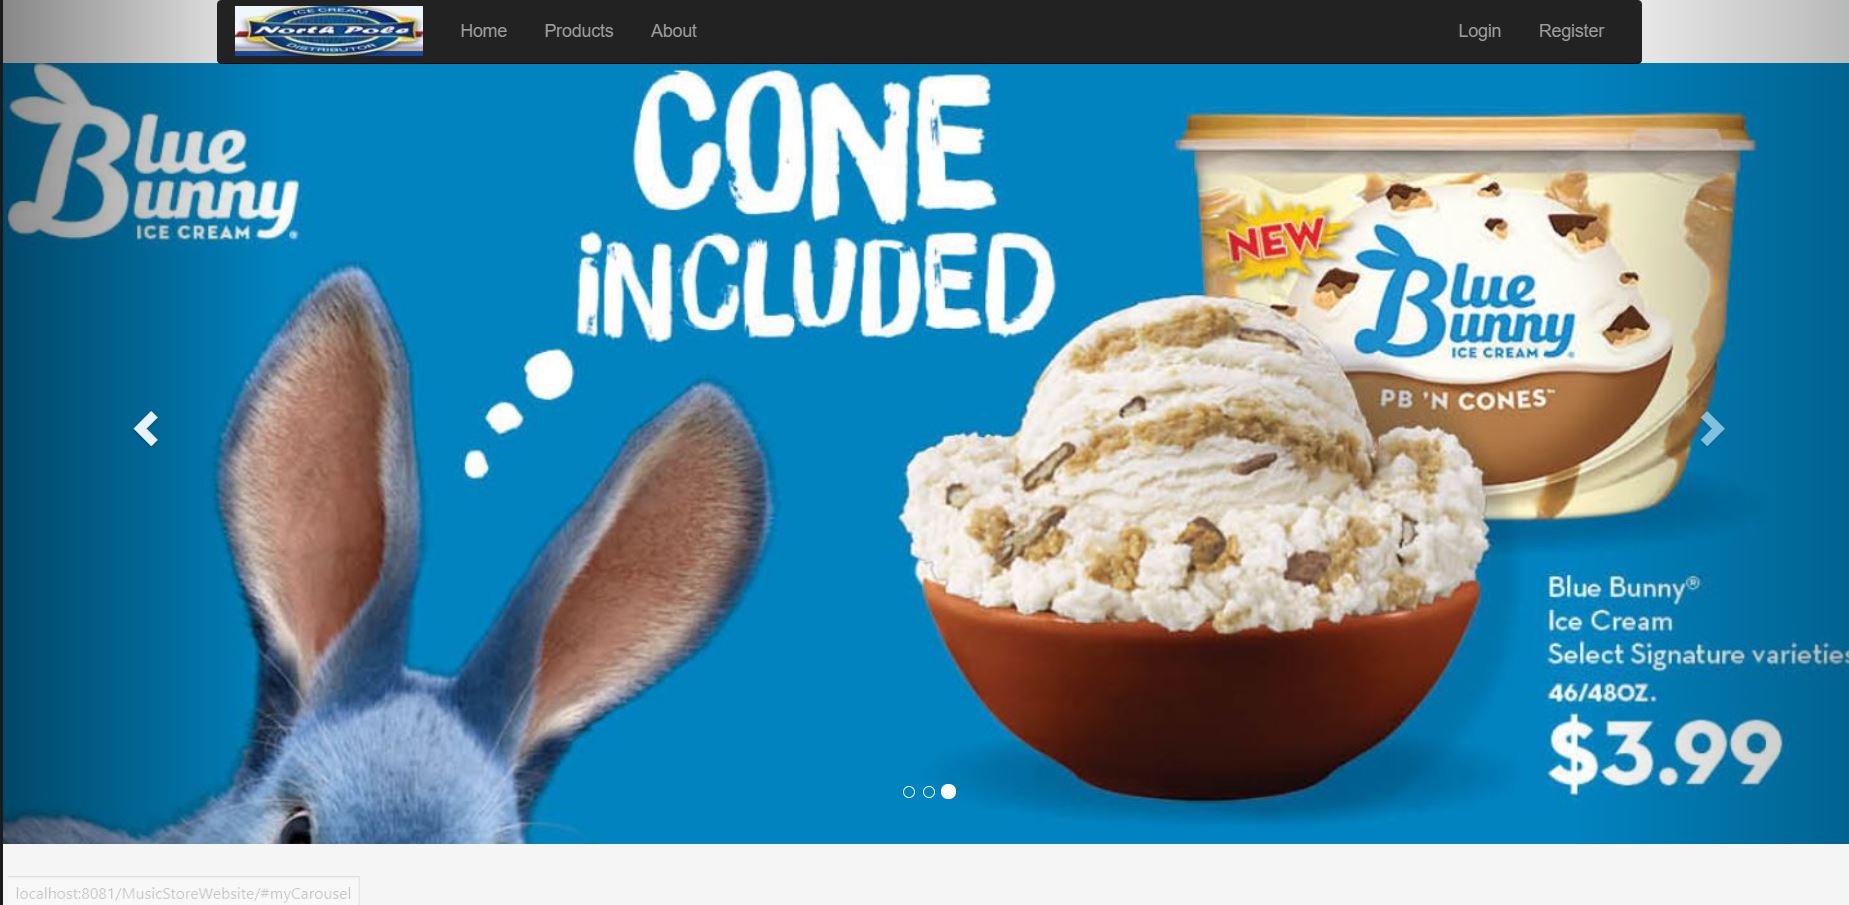 ICE CREAM
North Pole
DISTRIBUTOR
Home
Products
About
Login
Register
Blue
Bunny
ICE CREAM
CONE
iNCLUDED
NEW
Blue
Bunny
ICE CREAM
PB 'N CONES™
Blue Bunny®
Ice Cream
Select Signature varieties
46/48OZ.
$3.99
localhost:8081/MusicStoreWebsite/#myCarousel